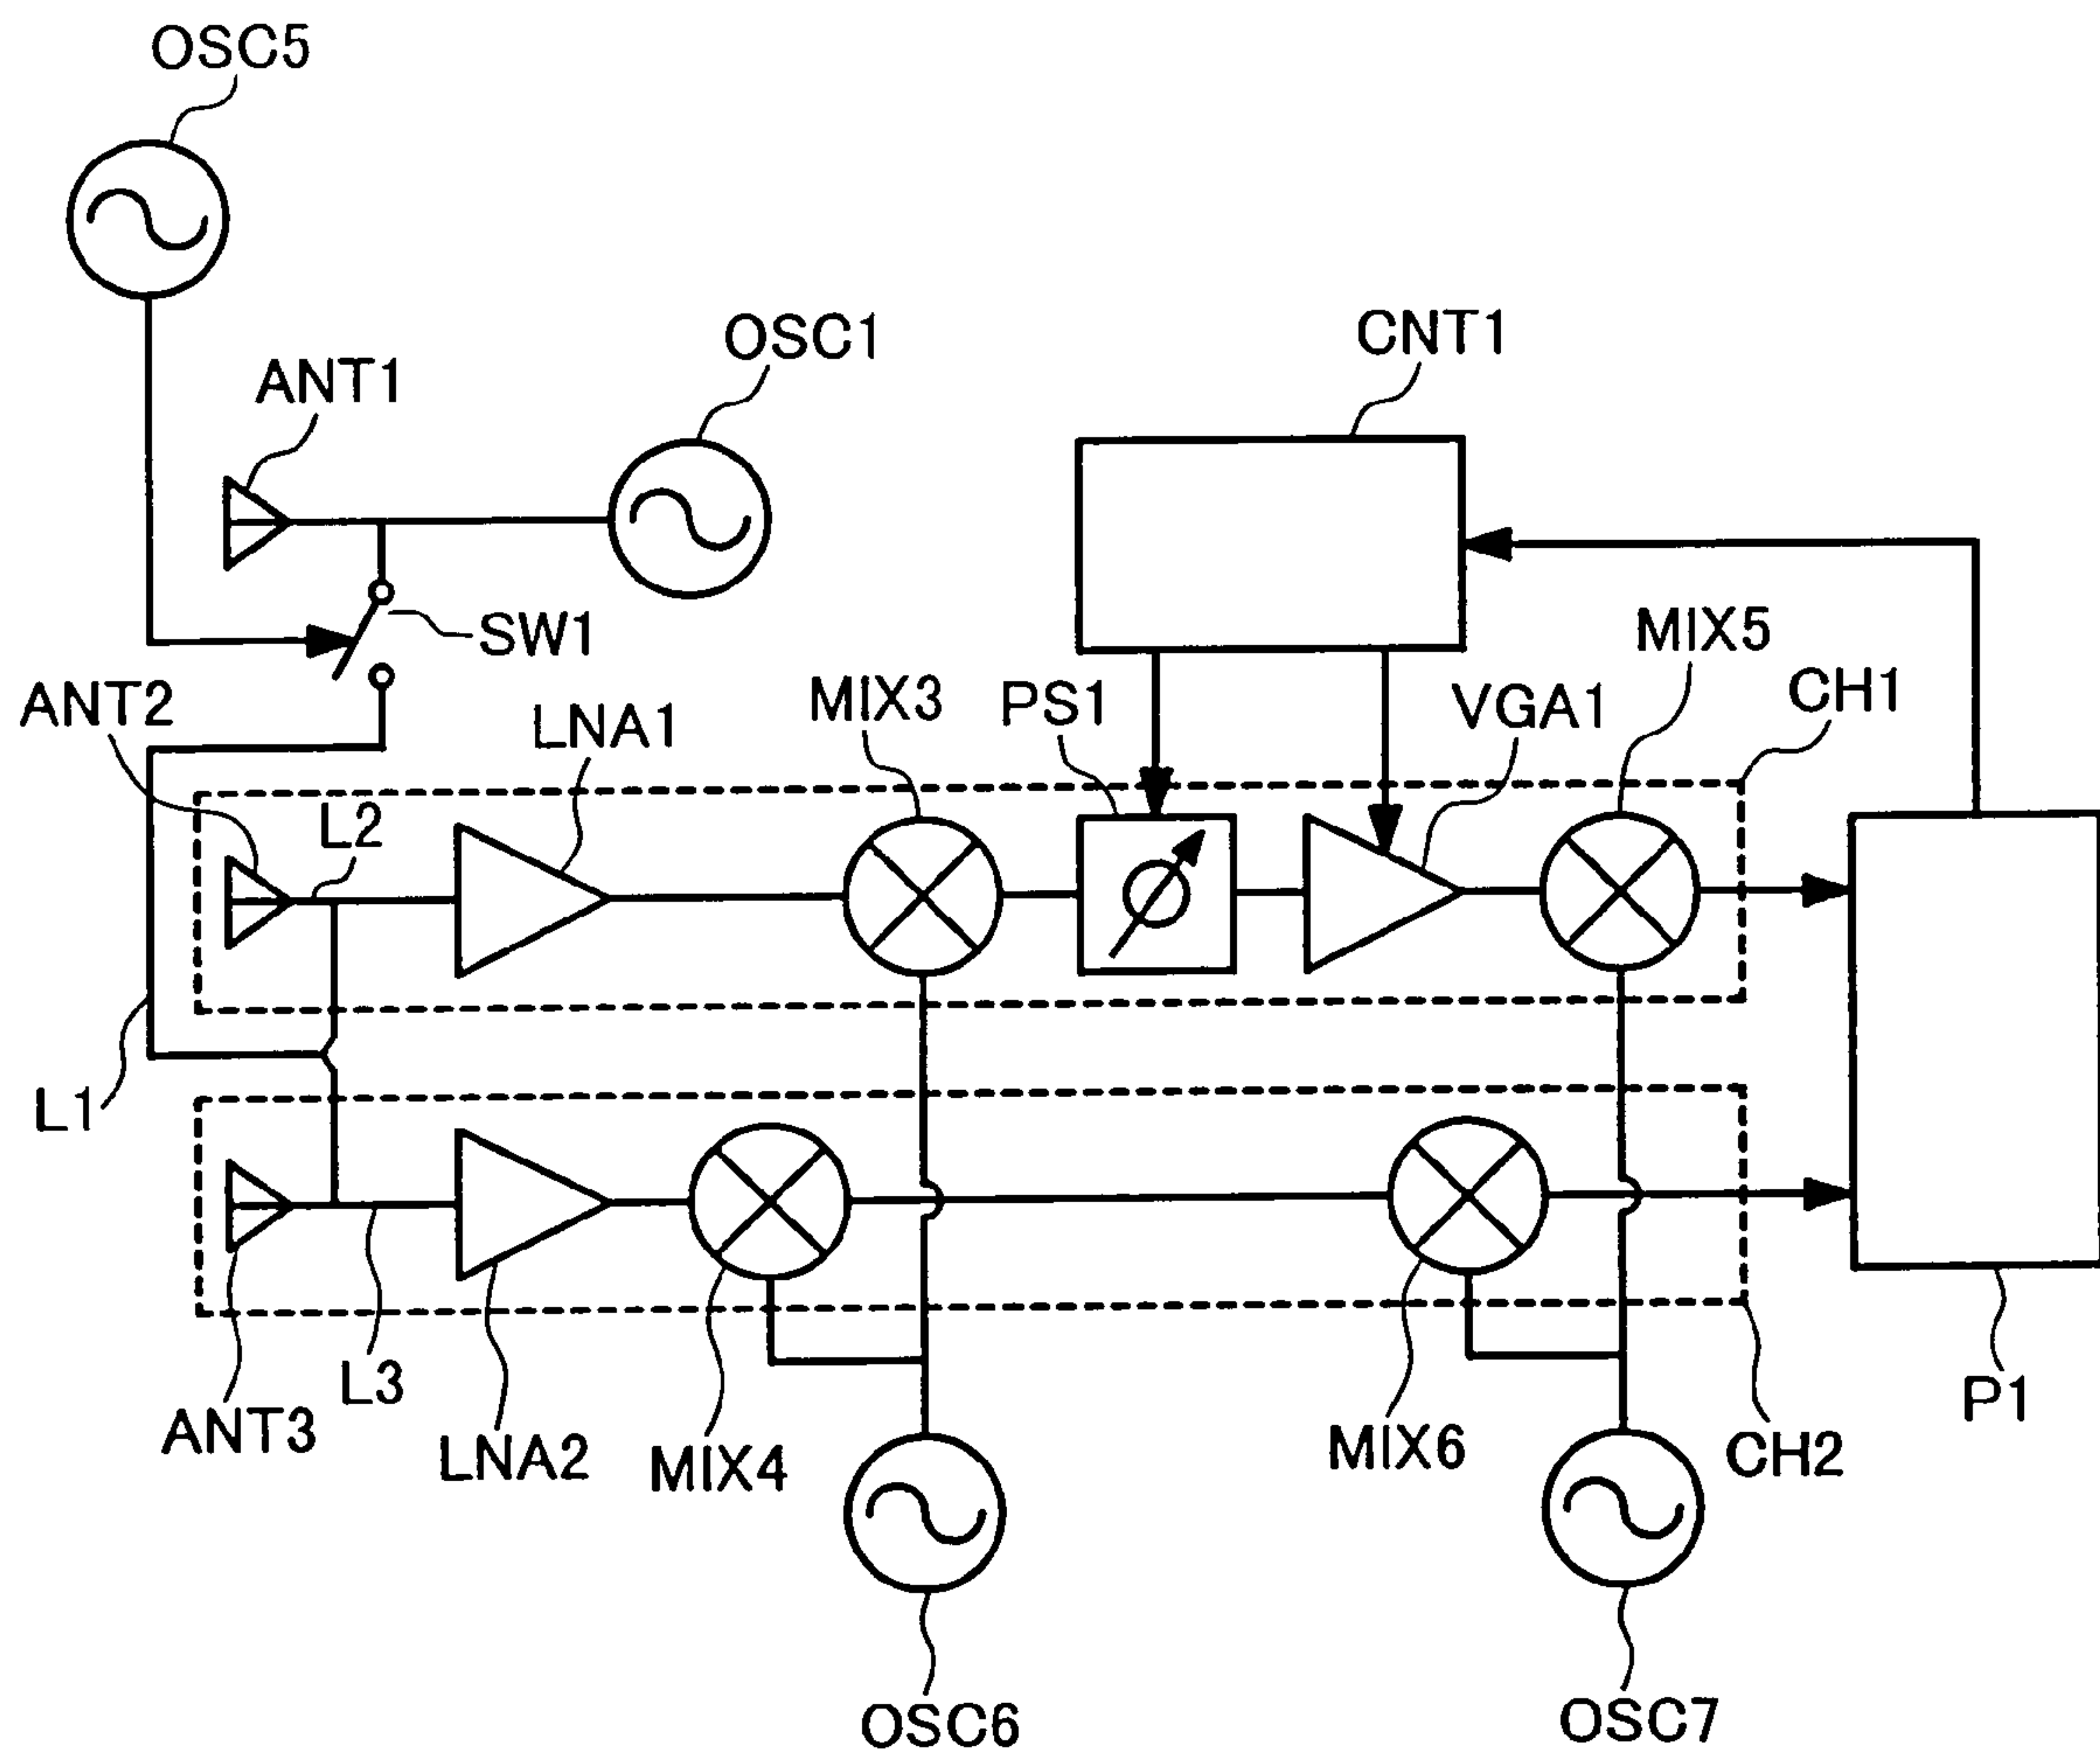 OSC5
OSC1
CNT1
ANT1
SW1
MIX5
ANT2
LNA1
MIX3
PS1
VGA1
CH1
L2
L1
L3
ANT3
LNA2
MIX4
MIX6
CH2
P1
OSC6
OSC7